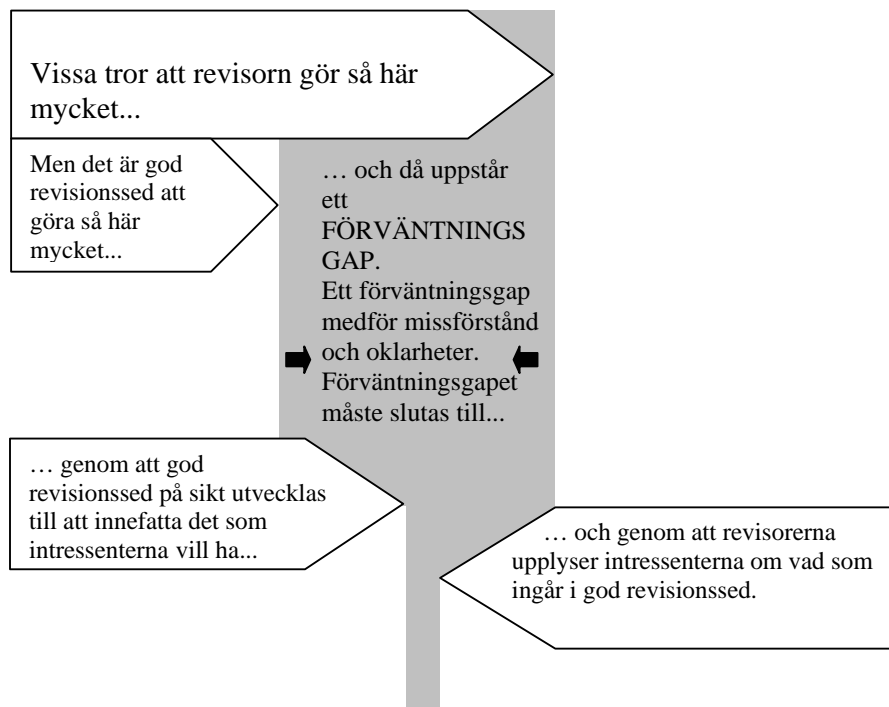 Vissa tror att revisorn gör så här
mycket...
Men det är god
revisionssed att
göra så här
mycket...
… och då uppstår
ett
FÖRVÄNTNINGS
GAP.
Ett förväntningsgap
medför missförstånd
och oklarheter.
Förväntningsgapet
måste slutas till...
… genom att god
revisionssed på sikt utvecklas
till att innefatta det som
intressenterna vill ha...
… och genom att revisorerna
upplyser intressenterna om vad som
ingår i god revisionssed.